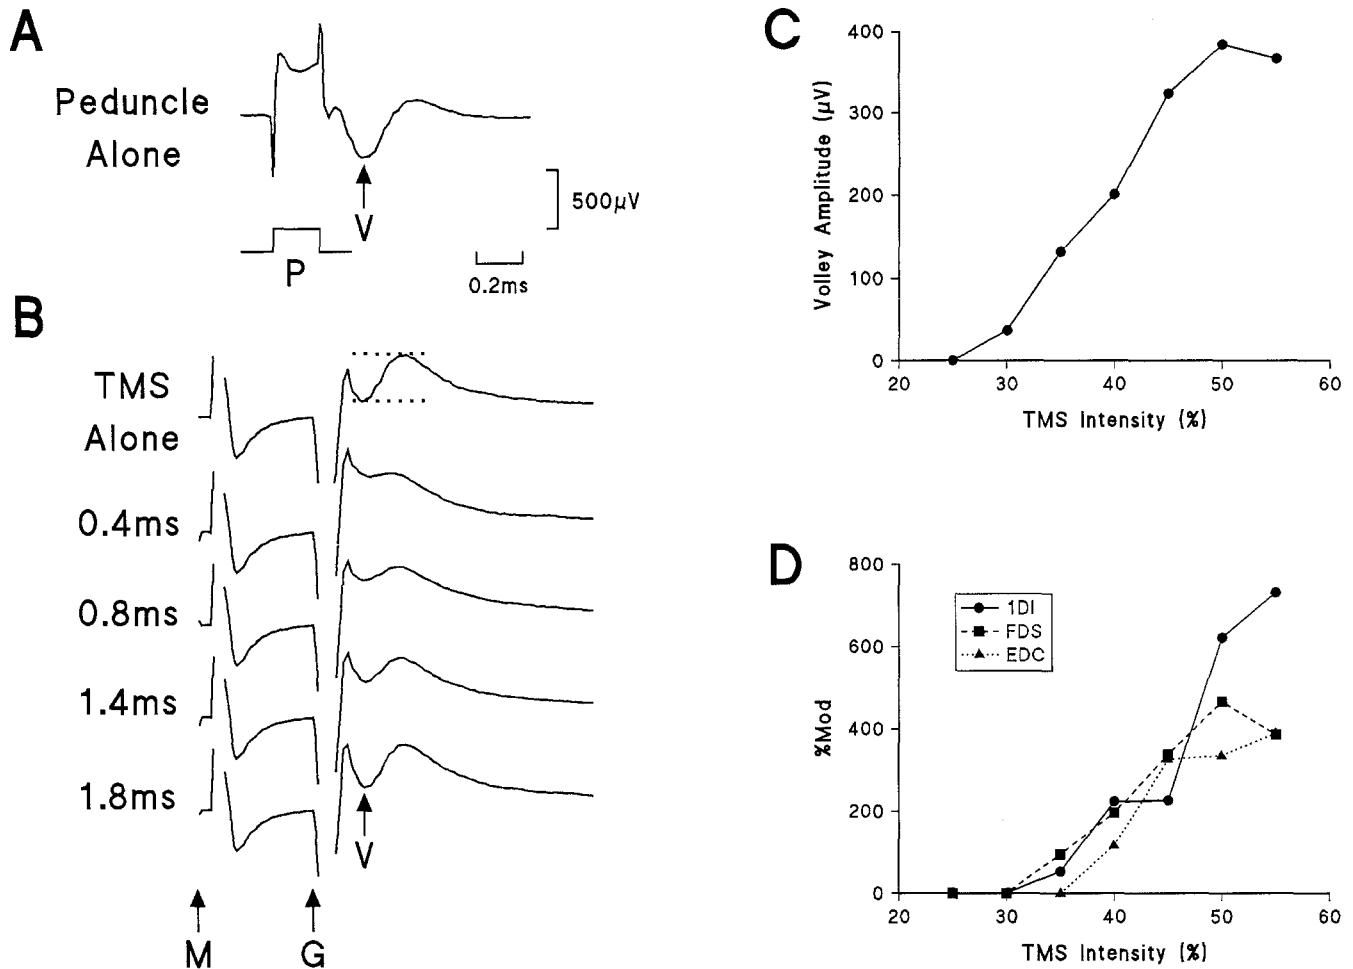 A
Peduncle
Alone
V
500µV
P
0.2ms
B
TMS
Alone
0.4ms
0.8ms
1.4ms
1.8ms
V
M
G
C
400
300
200
100
0
Volley Amplitude (µV)
20
30
40
50
60
TMS Intensity (%)
D
800
600
400
200
0
%Mod
1DI
FDS
EDC
20
30
40
50
60
TMS Intensity (%)